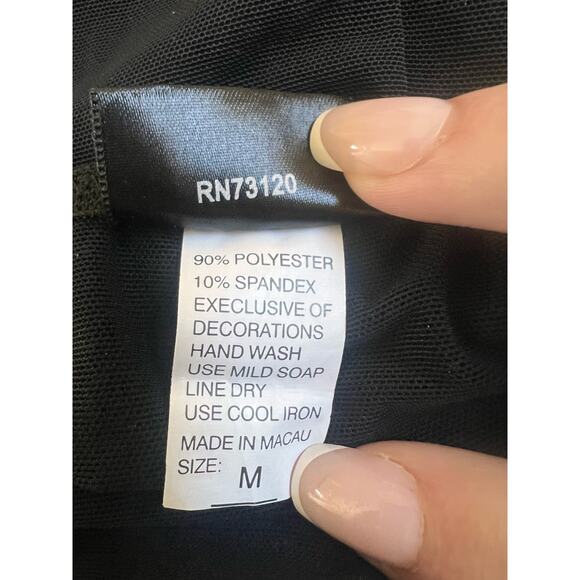 RN73120
90% POLYESTER
10% SPANDEX
EXECLUSIVE OF
DECORATIONS
HAND WASH
USE MILD SOAP
LINE DRY
USE COOL IRON
MADE IN MACAU
SIZE: M